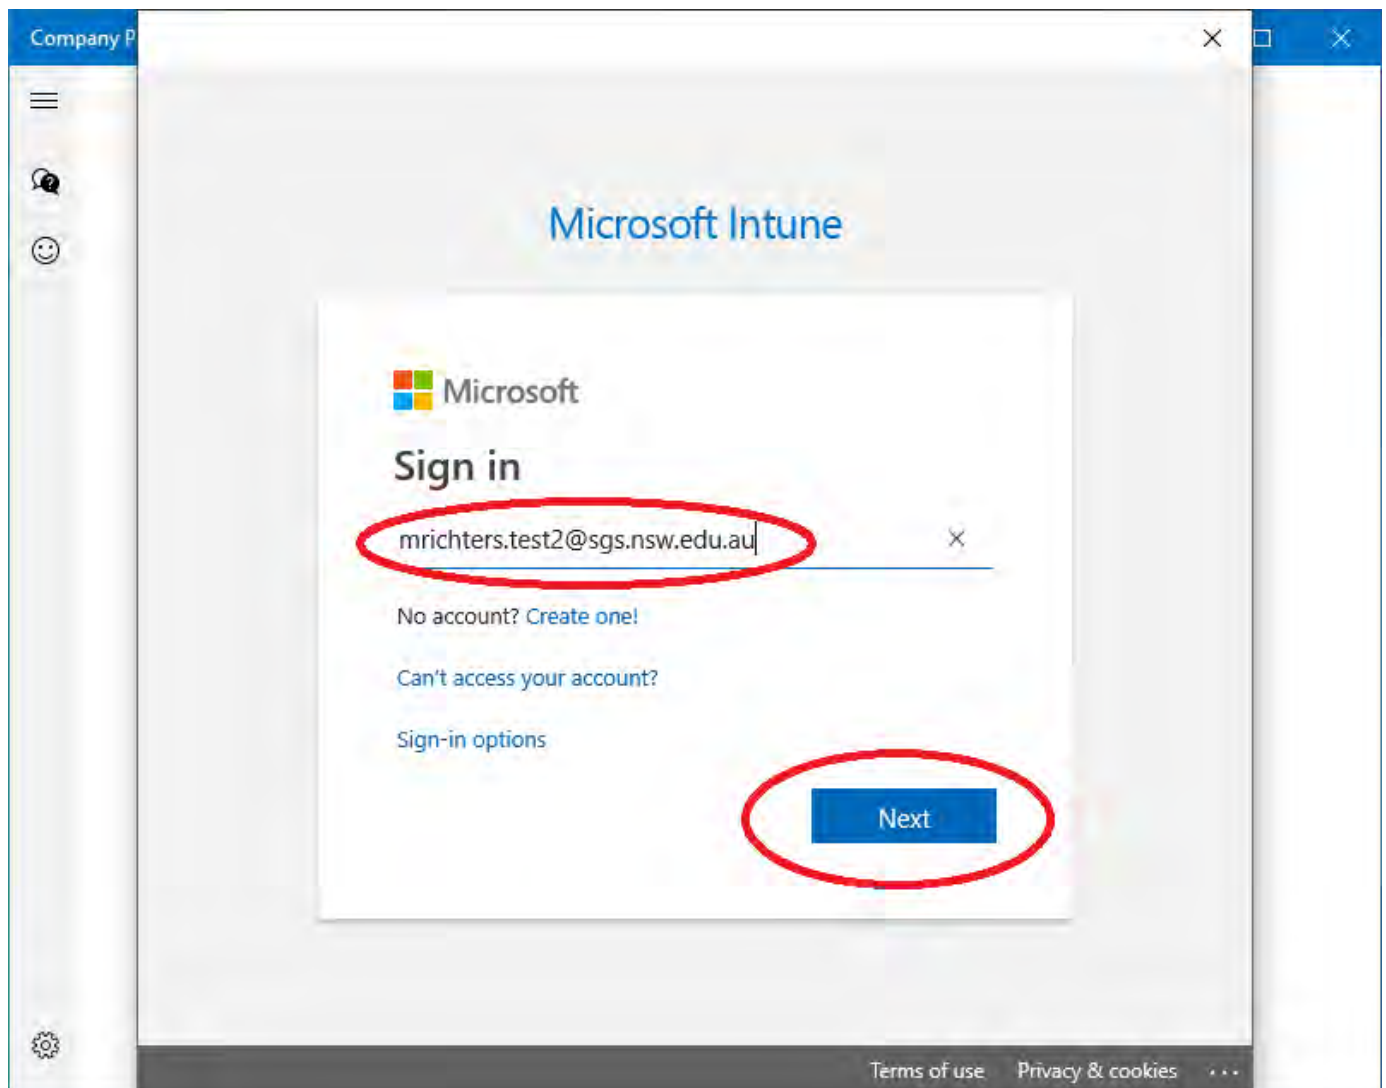 Company P
Microsoft Intune
Microsoft
Sign in
mrichters.test2@sgs.nsw.edu.au
No account? Create one!
Can't access your account?
Sign-in options
Next
Terms of use Privacy & cookies ...